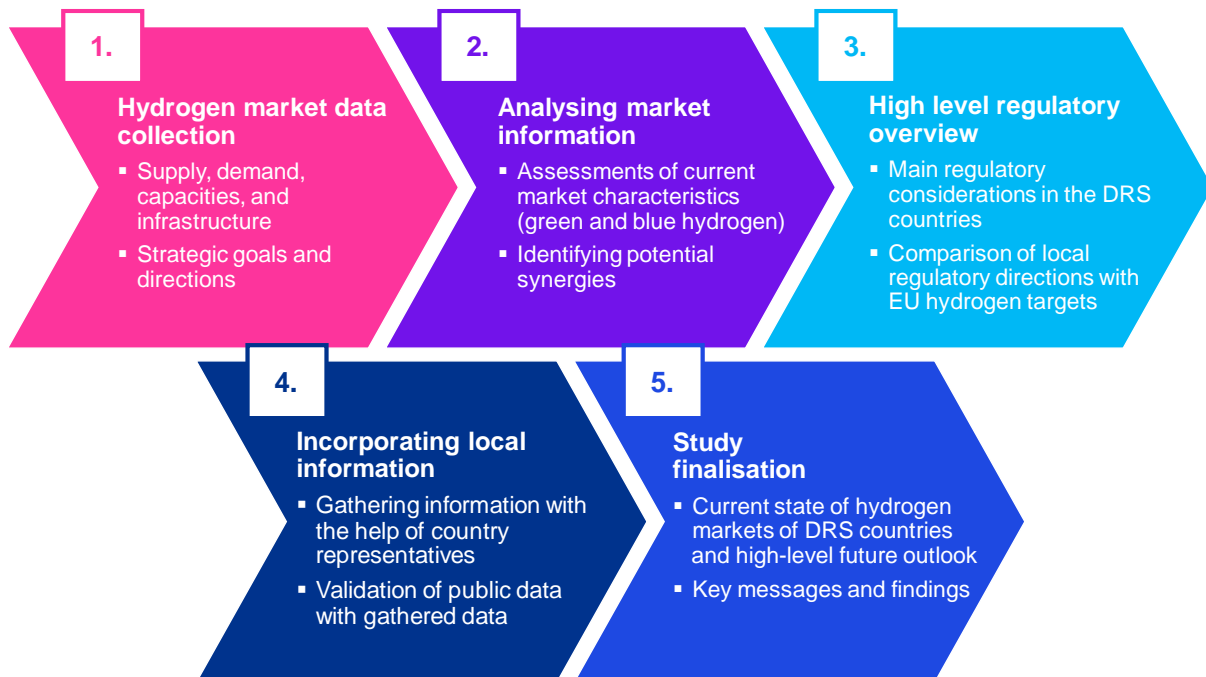 1.
Hydrogen market data
collection
▪ Supply, demand,
capacities, and
infrastructure
▪ Strategic goals and
directions
2.
Analysing market
information
▪ Assessments of current
market characteristics
(green and blue hydrogen)
▪ Identifying potential
synergies
3.
High level regulatory
overview
▪ Main regulatory
considerations in the DRS
countries
▪ Comparison of local
regulatory directions with
EU hydrogen targets
4.
Incorporating local
information
▪ Gathering information with
the help of country
representatives
▪ Validation of public data
with gathered data
5.
Study
finalisation
▪ Current state of hydrogen
markets of DRS countries
and high-level future outlook
▪ Key messages and findings